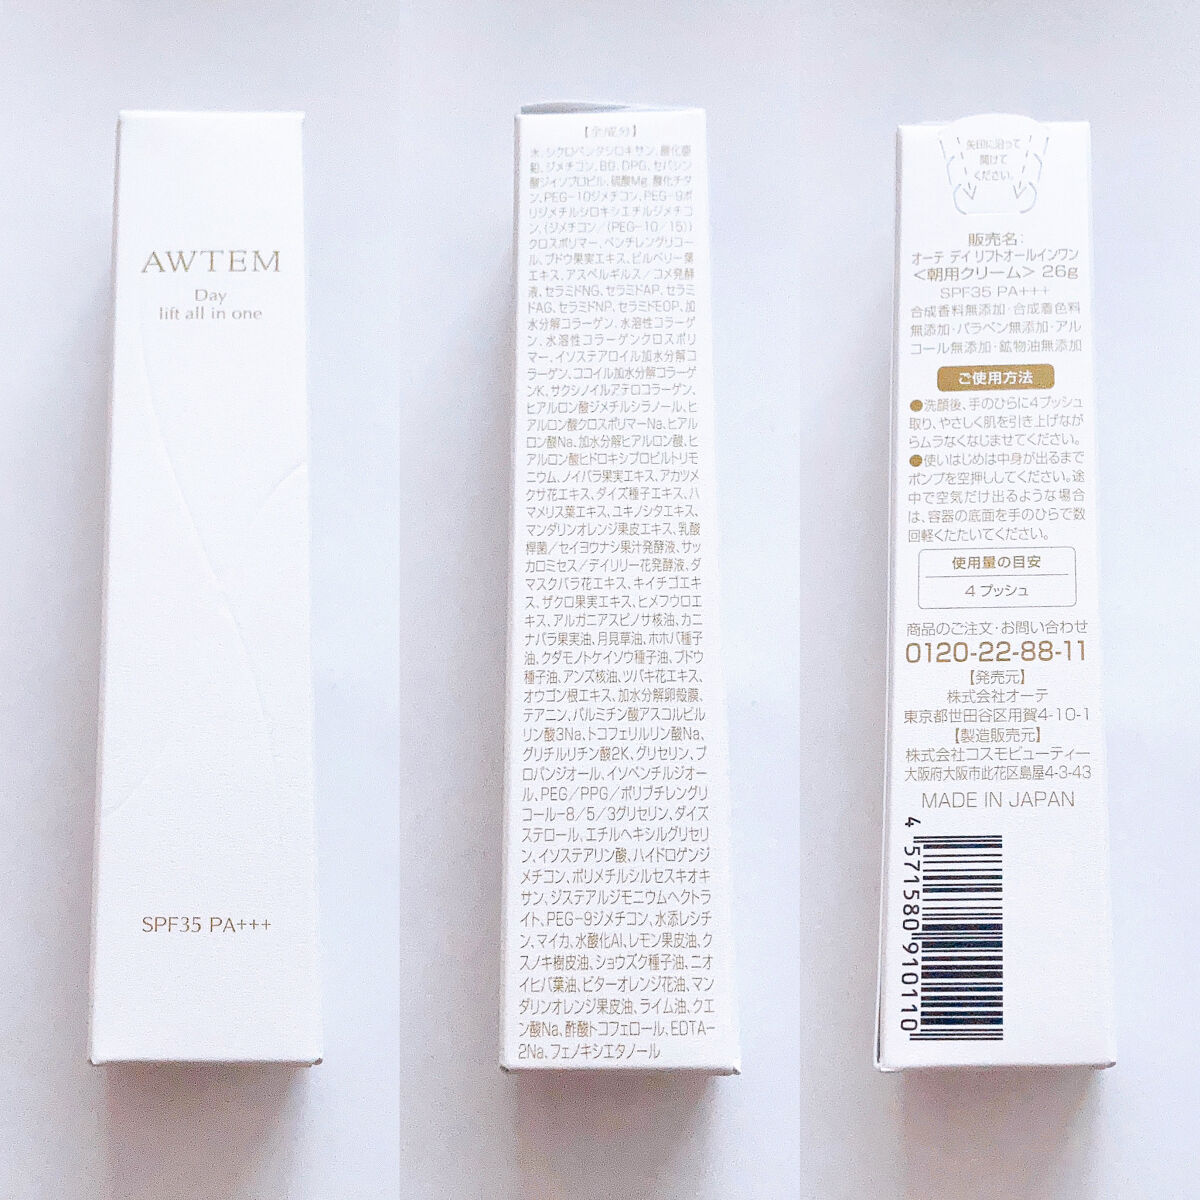 AWTEM
Day
lift all in one
SPF35 PA+++
【全成分】
水、シクロペンタシロキサン、酸化亜
鉛、ジメチコン、BG、DPG、セバシン
酸ジイソプロピル、硫酸Mg、酸化チタ
ン、PEG-10ジメチコン、PEG-9ポ
リジメチルシロキシエチルジメチコ
ン、(ジメチコン/(PEG-10/15))
クロスポリマー、ペンチレングリコー
ル、ブドウ果実エキス、ビルベリー葉
エキス、アスペルギルス/コメ発酵
液、セラミドNG、セラミドAP、セラミ
ドAG、セラミドNP、セラミドEOP、加
水分解コラーゲン、水溶性コラーゲ
ン、水溶性コラーゲンクロスポリ
マー、イソステアロイル加水分解コ
ラーゲン、ココイル加水分解コラーゲ
ンK、サクシノイルアテロコラーゲン、
ヒアルロン酸ジメチルシラノール、ヒ
アルロン酸クロスポリマーNa、ヒアル
ロン酸Na、加水分解ヒアルロン酸、ヒ
アルロン酸ヒドロキシプロピルトリモ
ニウム、ノイバラ果実エキス、アカツメ
クサ花エキス、ダイズ種子エキス、ハ
マメリス葉エキス、ユキノシタエキス、
マンダリンオレンジ果皮エキス、乳酸
桿菌/セイヨウナシ果汁発酵液、サッ
カロミセス/デイリリー花発酵液、ダ
マスクバラ花エキス、キイチゴエキ
ス、ザクロ果実エキス、ヒメフウロエ
キス、アルガニアスピノサ核油、カニ
ナバラ果実油、月見草油、ホホバ種子
油、クダモノトケイソウ種子油、ブドウ
種子油、アンズ核油、ツバキ花エキス、
オウゴン根エキス、加水分解卵殻膜、
テアニン、パルミチン酸アスコルビル
リン酸3Na、トコフェリルリン酸Na、
グリチルリチン酸2K、グリセリン、プ
ロパンジオール、イソペンチルジオー
ル、PEG/PPG/ポリブチレングリ
コール-8/5/3グリセリン、ダイズ
ステロール、エチルヘキシルグリセリ
ン、イソステアリン酸、ハイドロゲンジ
メチコン、ポリメチルシルセスキオキ
サン、ジステアルジモニウムヘクトラ
イト、PEG-9ジメチコン、水添レシチ
ン、マイカ、水酸化Al、レモン果皮油、ク
スノキ樹皮油、ショウズク種子油、ニオ
イヒバ葉油、ビターオレンジ花油、マン
ダリンオレンジ果皮油、ライム油、クエ
ン酸Na、酢酸トコフェロール、EDTA-
2Na、フェノキシエタノール
矢印に沿って
開けて
ください。
販売名:
オーテ デイ リフトオールインワン
＜朝用クリーム＞ 26g
SPF35 PA+++
合成香料無添加・合成着色料
無添加・パラベン無添加・アル
コール無添加・鉱物油無添加
ご使用方法
●洗顔後、手のひらに4プッシュ
取り、やさしく肌を引き上げなが
らムラなくなじませてください。
●使いはじめは中身が出るまで
ポンプを空押ししてください。途
中で空気だけ出るような場合
は、容器の底面を手のひらで数
回軽くたたいてください。
使用量の目安
4 プッシュ
商品のご注文・お問い合わせ
0120-22-88-11
【発売元】
株式会社オーテ
東京都世田谷区用賀4-10-1
【製造販売元】
株式会社コスモビューティー
大阪府大阪市此花区島屋4-3-43
MADE IN JAPAN
4 571580 910110